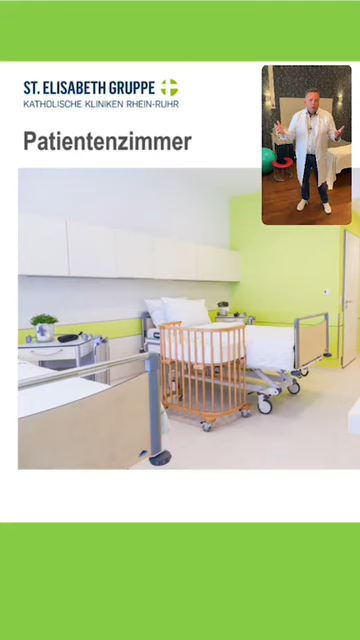 ST. ELISABETH GRUPPE
KATHOLISCHE KLINIKEN RHEIN-RUHR
Patientenzimmer